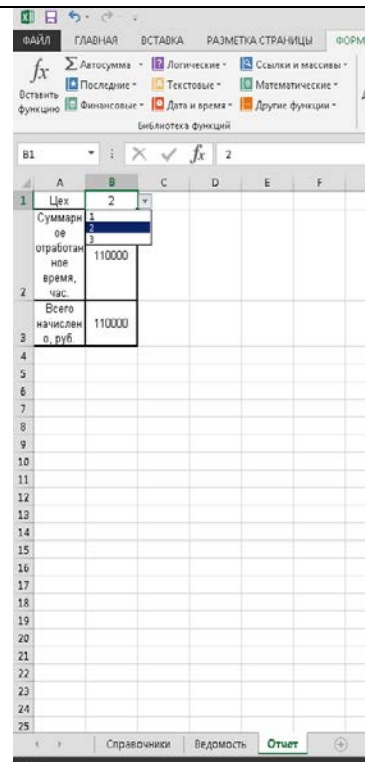 ФАЙЛ ГЛАВНАЯ ВСТАВКА РАЗМЕТКА СТРАНИЦЫ ФОРМ
fx
Вставить
функцию
Автосумма Логические Ссылки и массивы
Последние Текстовые Математические
Финансовые Дата и время Другие функции
Библиотека функций
B1 fx 2
A B C D E F
1 Цех 2
1
2
3
2 Суммарн
ое
отработан
ное
время,
час. 110000
3 Всего
начислен
о, руб. 110000
4
5
6
7
8
9
10
11
12
13
14
15
16
17
18
19
20
21
22
23
24
25
Справочники Ведомость Отчет